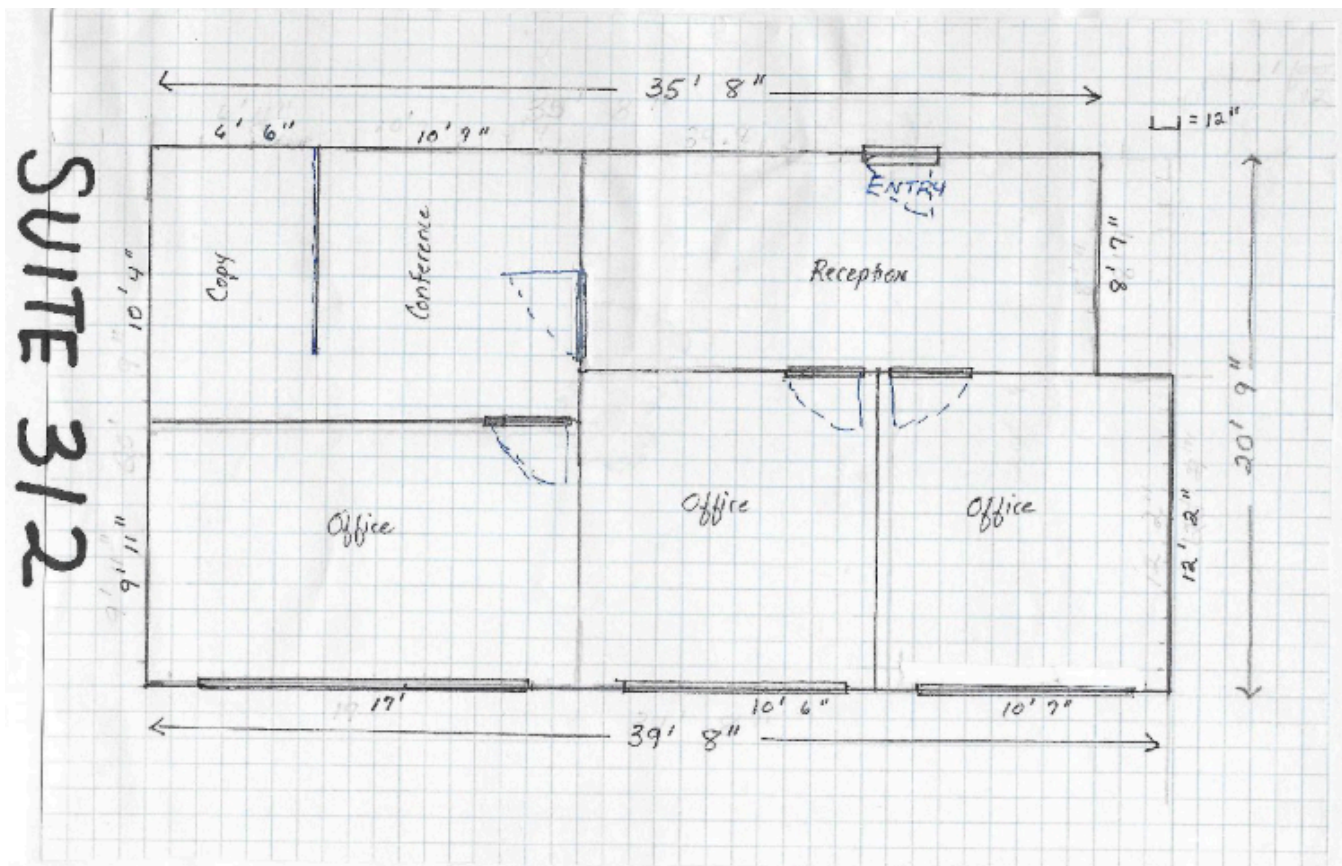 SUITE 312
35' 8"
= 12"
6' 6"
10' 9"
ENTRY
10' 4"
Copy
Conference
Reception
8' 7"
20' 9"
9' 11"
Office
Office
Office
12' 2"
17'
10' 6"
10' 7"
39' 8"